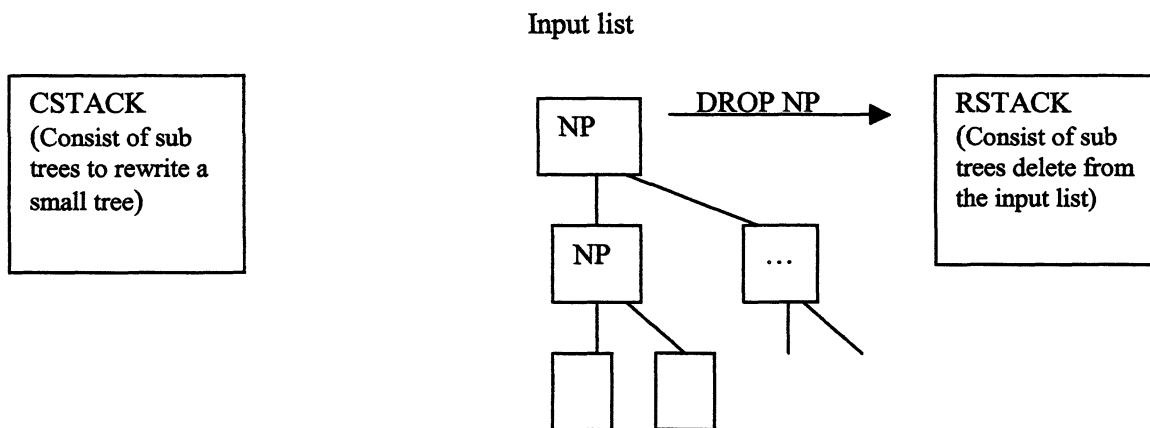 Input list
CSTACK
(Consist of sub
trees to rewrite a
small tree)
NP
DROP NP
RSTACK
(Consist of sub
trees delete from
the input list)
NP
...